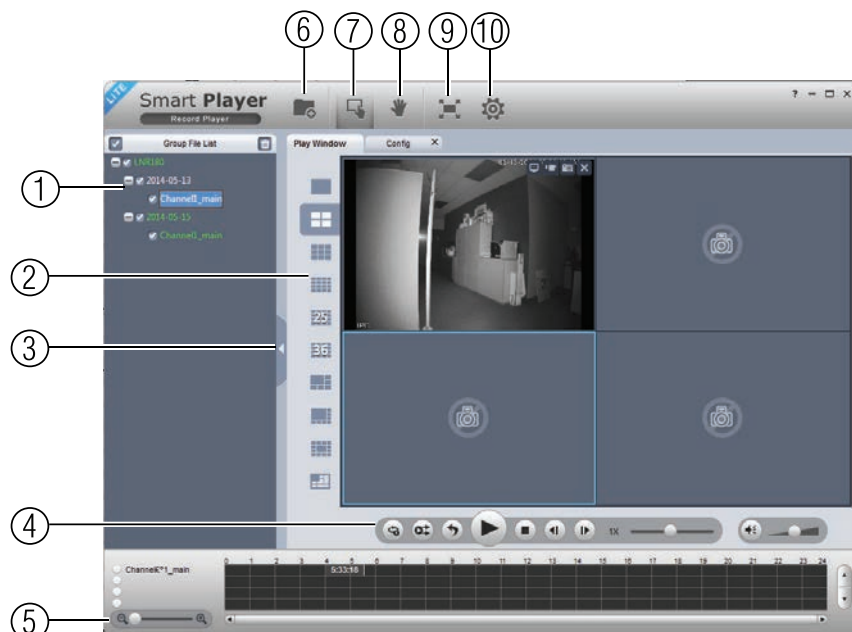 6 7 8 9 10
LITE
Smart Player
Record Player
? − □ ×
Group File List
Play Window
Config ×
LNR160
1
2014-05-13
Channel1_main
2014-05-15
Channel1_main
2
25
3
36
4
1X
0 1 2 3 4 5 6 7 8 9 10 11 12 13 14 15 16 17 18 19 20 21 22 23 24
Channel€*1_main
5:33:18
5